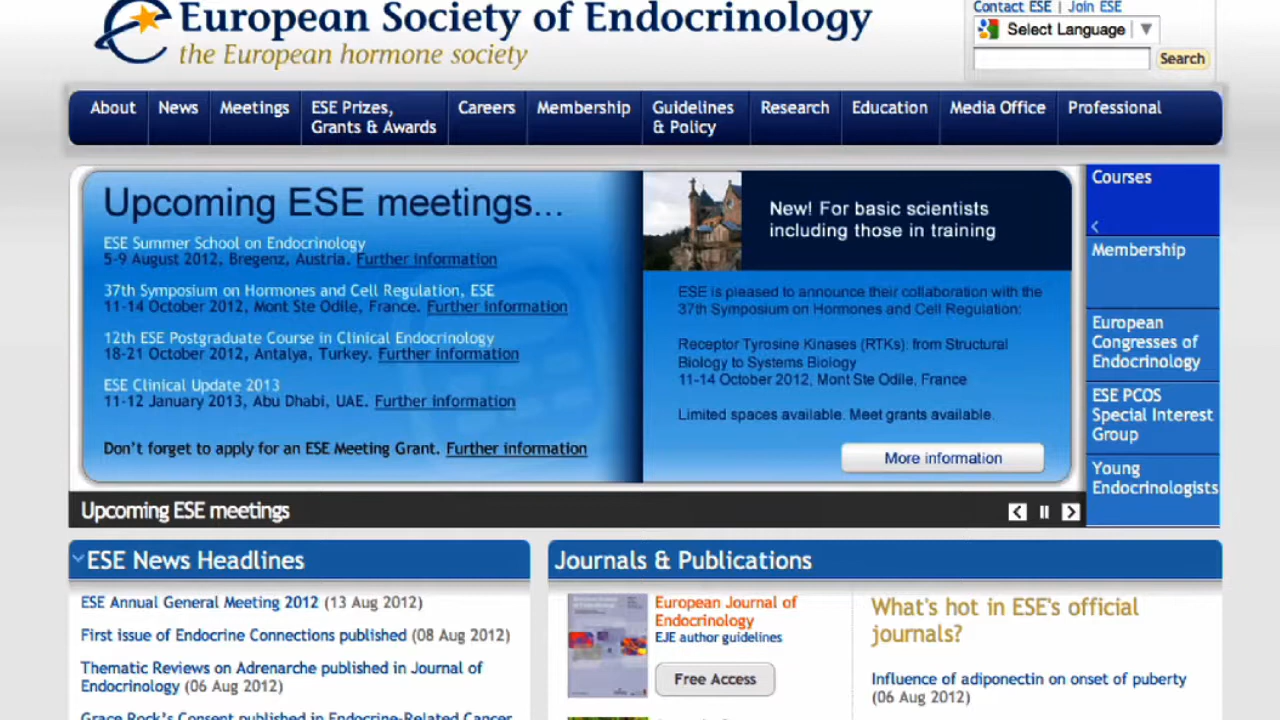 European Society of Endocrinology
the European hormone society
Contact ESE | Join ESE
Select Language
Search
About
News
Meetings
ESE Prizes,
Grants & Awards
Careers
Membership
Guidelines
& Policy
Research
Education
Media Office
Professional
Upcoming ESE meetings...
ESE Summer School on Endocrinology
5-9 August 2012, Bregenz, Austria. Further information
37th Symposium on Hormones and Cell Regulation, ESE
11-14 October 2012, Mont Ste Odile, France. Further information
12th ESE Postgraduate Course in Clinical Endocrinology
18-21 October 2012, Antalya, Turkey. Further information
ESE Clinical Update 2013
11-12 January 2013, Abu Dhabi, UAE. Further information
Don't forget to apply for an ESE Meeting Grant. Further information
New! For basic scientists
including those in training
ESE is pleased to announce their collaboration with the
37th Symposium on Hormones and Cell Regulation:
Receptor Tyrosine Kinases (RTKs): from Structural
Biology to Systems Biology
11-14 October 2012, Mont Ste Odile, France
Limited spaces available. Meet grants available.
More information
Courses
Membership
European
Congresses of
Endocrinology
ESE PCOS
Special Interest
Group
Young
Endocrinologists
Upcoming ESE meetings
ESE News Headlines
ESE Annual General Meeting 2012 (13 Aug 2012)
First issue of Endocrine Connections published (08 Aug 2012)
Thematic Reviews on Adrenarche published in Journal of
Endocrinology (06 Aug 2012)
Grace Rock's Consent published in Endocrine-Related Cancer
Journals & Publications
European Journal of
Endocrinology
EJE author guidelines
Free Access
What's hot in ESE's official
journals?
Influence of adiponectin on onset of puberty
(06 Aug 2012)